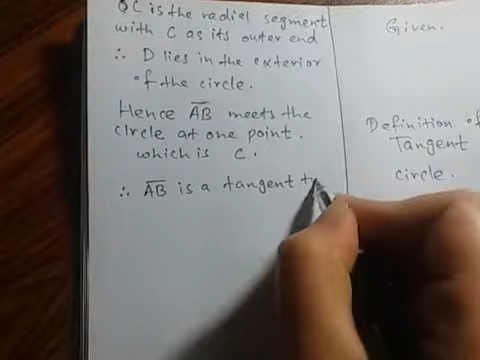 OC is the radial segment
with C as its outer end
∴ D lies in the exterior
of the circle.
Hence AB meets the
circle at one point.
which is C.
∴ AB is a tangent t
Given.
Definition of
Tangent
circle.